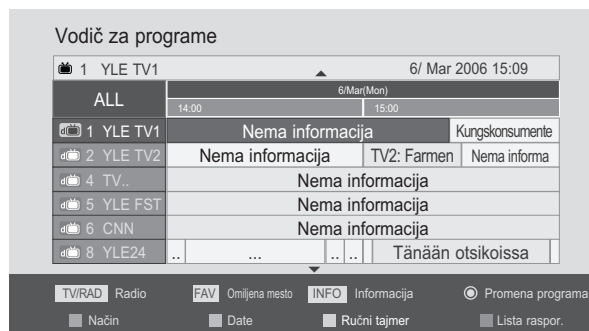 Vodič za programe
1 YLE TV1 6/ Mar 2006 15:09
ALL 6/Mar(Mon)
14:00 15:00
1 YLE TV1 Nema informacija Kungskonsumente
2 YLE TV2 Nema informacija TV2: Farmen Nema informa
4 TV.. Nema informacija
5 YLE FST Nema informacija
6 CNN Nema informacija
8 YLE24 .. ... .. .. Tänään otsikoissa
TV/RAD Radio FAV Omiljena mesto INFO Informacija Promena programa
Način Date Ručni tajmer Lista raspor.